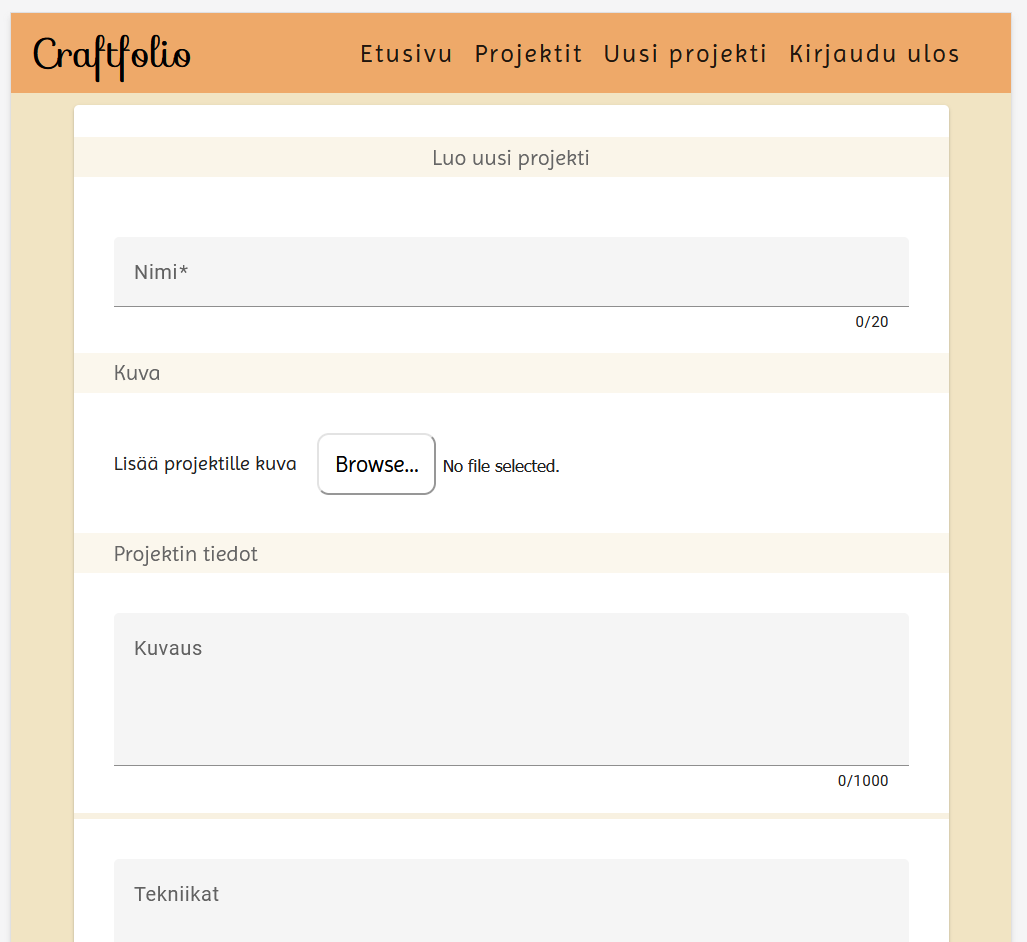 Craftfolio Etusivu Projektit Uusi projekti Kirjaudu ulos
Luo uusi projekti
Nimi*
0/20
Kuva
Lisää projektille kuva Browse... No file selected.
Projektin tiedot
Kuvaus
0/1000
Tekniikat